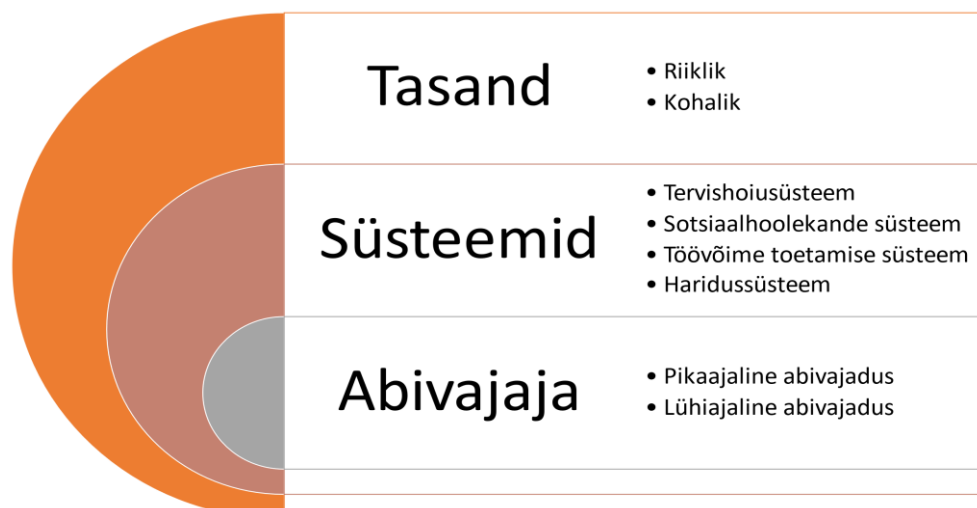 Tasand
• Riiklik
• Kohalik
Süsteemid
• Tervishoiusüsteem
• Sotsiaalhoolekande süsteem
• Töövõime toetamise süsteem
• Haridussüsteem
Abivajaja
• Pikaajaline abivajadus
• Lühiajaline abivajadus